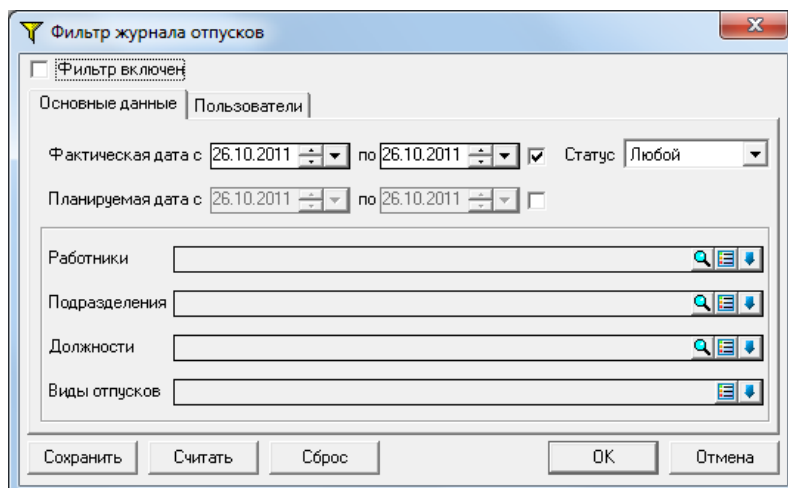 Фильтр журнала отпусков
Фильтр включен
Основные данные Пользователи
Фактическая дата с 26.10.2011 по 26.10.2011 Статус Любой
Планируемая дата с 26.10.2011 по 26.10.2011
Работники
Подразделения
Должности
Виды отпусков
Сохранить Считать Сброс OK Отмена